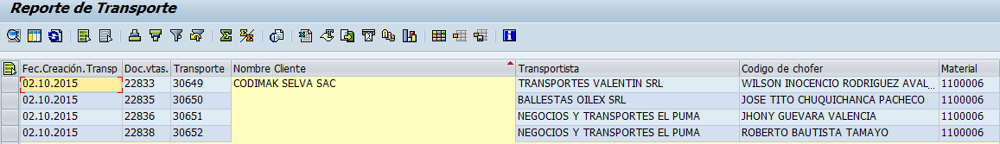 Reporte de Transporte
Fec.Creación.Transp Doc.vtas. Transporte Nombre Cliente Transportista Codigo de chofer Material
02.10.2015 22833 30649 CODIMAK SELVA SAC TRANSPORTES VALENTIN SRL WILSON INOCENCIO RODRIGUEZ AVAL... 1100006
02.10.2015 22835 30650 BALLESTAS OILEX SRL JOSE TITO CHUQUICHANCA PACHECO 1100006
02.10.2015 22836 30651 NEGOCIOS Y TRANSPORTES EL PUMA JHONY GUEVARA VALENCIA 1100006
02.10.2015 22838 30652 NEGOCIOS Y TRANSPORTES EL PUMA ROBERTO BAUTISTA TAMAYO 1100006